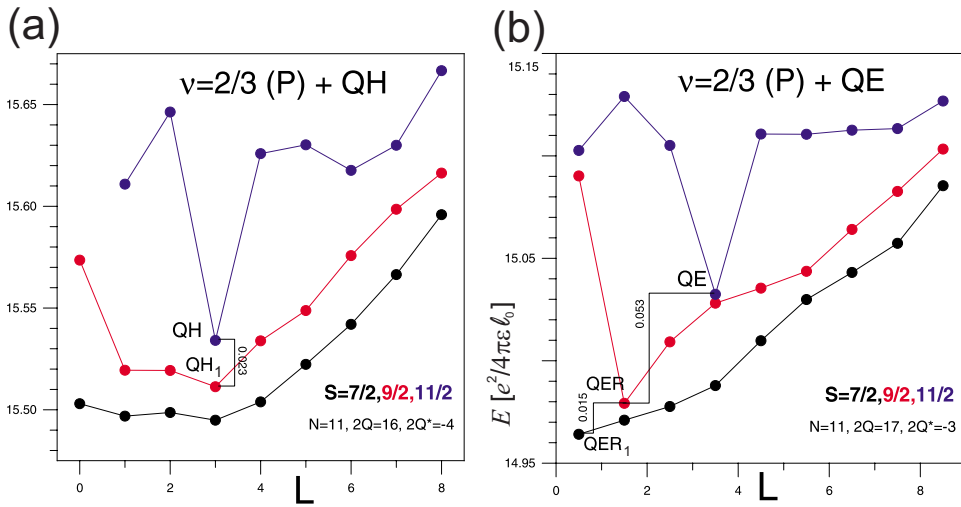 (a)
ν=2/3 (P) + QH
15.65
15.60
15.55
15.50
QH
QH1
0.023
S=7/2,9/2,11/2
N=11, 2Q=16, 2Q*=-4
0 2 4 6 8
L
(b)
ν=2/3 (P) + QE
15.15
15.05
14.95
E [e²/4πεℓ₀]
QE
0.053
QER
0.015
QER1
S=7/2,9/2,11/2
N=11, 2Q=17, 2Q*=-3
0 2 4 6 8
L